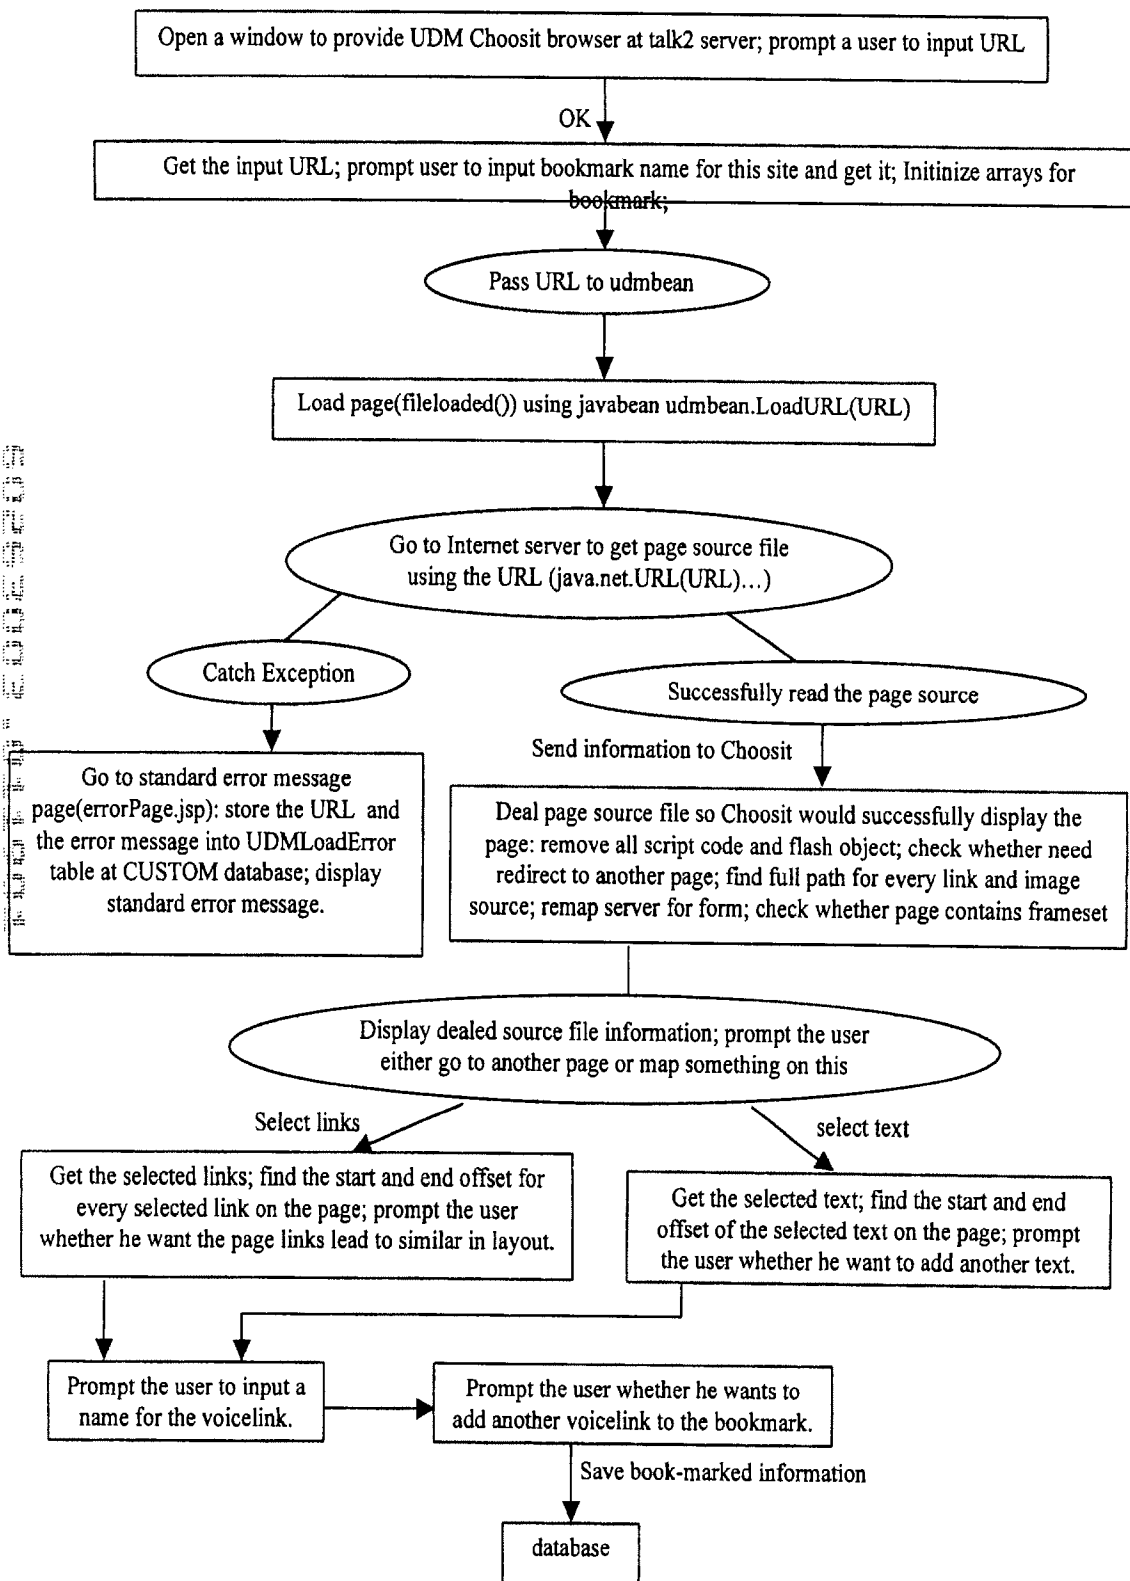 Open a window to provide UDM Choosit browser at talk2 server; prompt a user to input URL
OK
Get the input URL; prompt user to input bookmark name for this site and get it; Initinize arrays for
bookmark;
Pass URL to udmbean
Load page(fileloaded()) using javabean udmbean.LoadURL(URL)
Go to Internet server to get page source file
using the URL (java.net.URL(URL)...)
Catch Exception
Successfully read the page source
Send information to Choosit
Go to standard error message
page(errorPage.jsp): store the URL and
the error message into UDMLoadError
table at CUSTOM database; display
standard error message.
Deal page source file so Choosit would successfully display the
page: remove all script code and flash object; check whether need
redirect to another page; find full path for every link and image
source; remap server for form; check whether page contains frameset
Display dealed source file information; prompt the user
either go to another page or map something on this
Select links
select text
Get the selected links; find the start and end offset for
every selected link on the page; prompt the user
whether he want the page links lead to similar in layout.
Get the selected text; find the start and end
offset of the selected text on the page; prompt
the user whether he want to add another text.
Prompt the user to input a
name for the voicelink.
Prompt the user whether he wants to
add another voicelink to the bookmark.
Save book-marked information
database